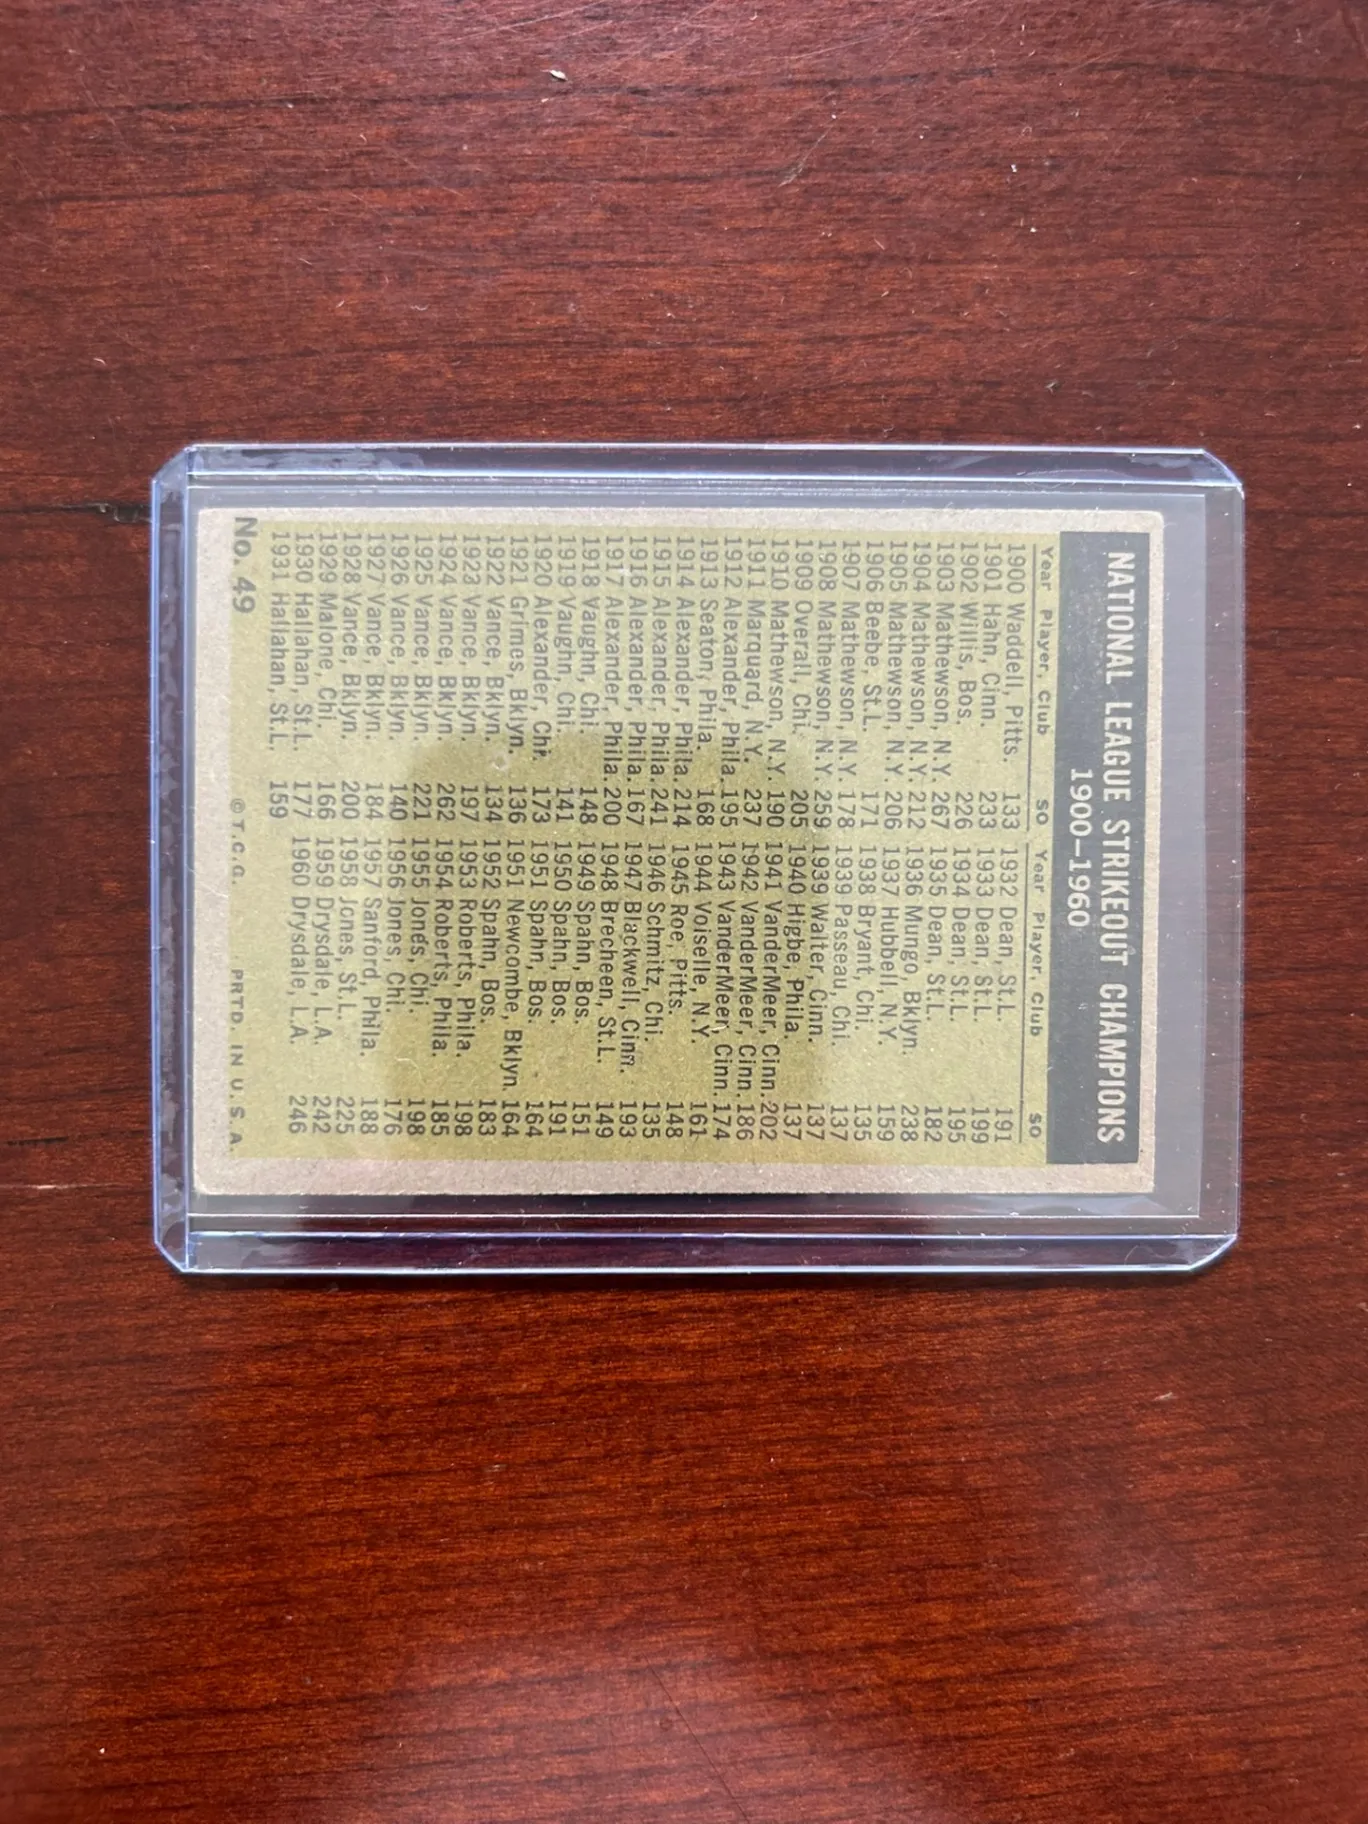 NATIONAL LEAGUE STRIKEOUT CHAMPIONS
1900-1960
Year Player, Club SO
1900 Waddell, Pitts. 133
1901 Hahn, Cinn. 233
1902 Willis, Bos. 226
1903 Mathewson, N.Y. 267
1904 Mathewson, N.Y. 212
1905 Mathewson, N.Y. 206
1906 Beebe, St.L. 171
1907 Mathewson, N.Y. 178
1908 Mathewson, N.Y. 259
1909 Overall, Chi. 205
1910 Mathewson, N.Y. 190
1911 Marquard, N.Y. 237
1912 Alexander, Phila. 195
1913 Seaton, Phila. 168
1914 Alexander, Phila. 214
1915 Alexander, Phila. 241
1916 Alexander, Phila. 167
1917 Alexander, Phila. 200
1918 Vaughn, Chi. 148
1919 Vaughn, Chi. 141
1920 Alexander, Chi. 173
1921 Grimes, Bklyn. 136
1922 Vance, Bklyn. 134
1923 Vance, Bklyn. 197
1924 Vance, Bklyn. 262
1925 Vance, Bklyn. 221
1926 Vance, Bklyn. 140
1927 Vance, Bklyn. 184
1928 Vance, Bklyn. 200
1929 Malone, Chi. 166
1930 Hallahan, St.L. 177
1931 Hallahan, St.L. 159
Year Player, Club SO
1932 Dean, St.L. 191
1933 Dean, St.L. 199
1934 Dean, St.L. 195
1935 Dean, St.L. 182
1936 Mungo, Bklyn. 238
1937 Hubbell, N.Y. 159
1938 Bryant, Chi. 135
1939 Passeau, Chi. 137
1939 Walter, Cinn. 137
1940 Higbe, Phila. 137
1941 VanderMeer, Cinn. 202
1942 VanderMeer, Cinn. 186
1943 VanderMeer, Cinn. 174
1944 Voiselle, N.Y. 161
1945 Roe, Pitts. 148
1946 Schmitz, Chi. 135
1947 Blackwell, Cinn. 193
1948 Brecheen, St.L. 149
1949 Spahn, Bos. 151
1950 Spahn, Bos. 191
1951 Spahn, Bos. 164
1951 Newcombe, Bklyn. 164
1952 Spahn, Bos. 183
1953 Roberts, Phila. 198
1954 Roberts, Phila. 185
1955 Jones, Chi. 198
1956 Jones, Chi. 176
1957 Sanford, Phila. 188
1958 Jones, St.L. 225
1959 Drysdale, L.A. 242
1960 Drysdale, L.A. 246
No. 49 © T.C.G. PRTD. IN U.S.A.